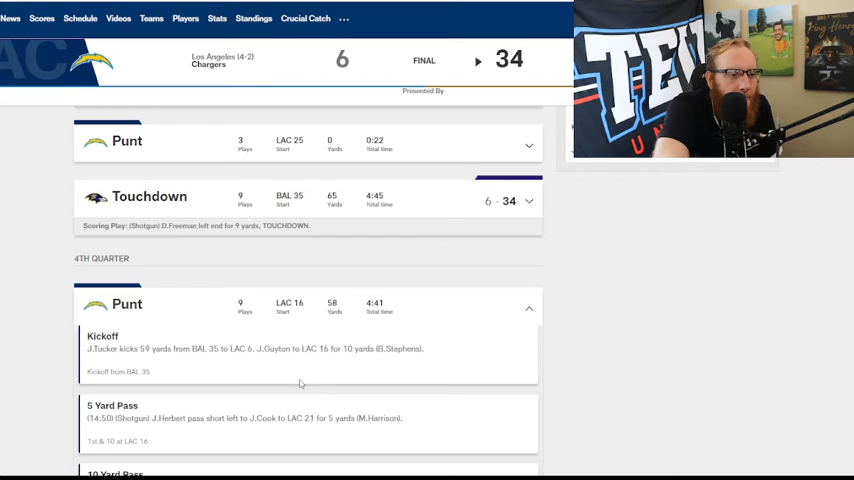 News Scores Schedule Videos Teams Players Stats Standings Crucial Catch ...
LAC
Los Angeles (4-2)
Chargers
6
FINAL
34
Presented By
Punt
3
Plays
LAC 25
Start
0
Yards
0:22
Total time
Touchdown
9
Plays
BAL 35
Start
65
Yards
4:45
Total time
6 - 34
Scoring Play: (Shotgun) D.Freeman left end for 9 yards, TOUCHDOWN.
4TH QUARTER
Punt
9
Plays
LAC 16
Start
58
Yards
4:41
Total time
Kickoff
J.Tucker kicks 59 yards from BAL 35 to LAC 6. J.Guyton to LAC 16 for 10 yards (B.Stephens).
Kickoff from BAL 35
5 Yard Pass
(14:50) (Shotgun) J.Herbert pass short left to J.Cook to LAC 21 for 5 yards (M.Harrison).
1st & 10 at LAC 16
10 Yard Pass
KING HENRY